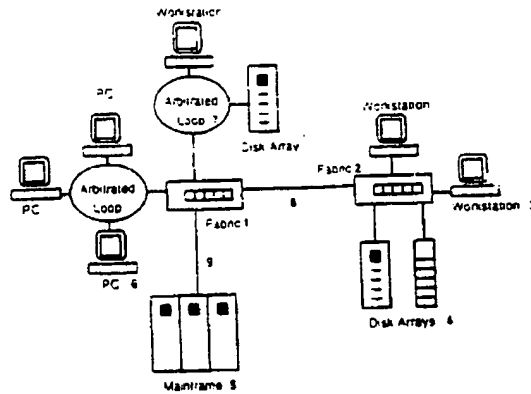 Workstation
PC
Arbitrated
Loop 7
Disk Array
Workstation
Fabric 2
Arbitrated
Loop
PC
Fabric 1
8
Workstation
PC 6
9
Disk Arrays 4
Mainframe 5